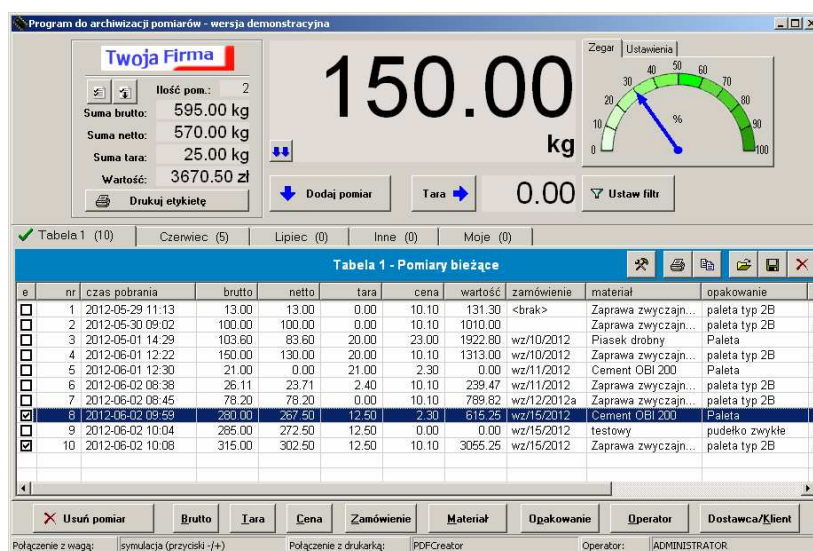 Program do archiwizacji pomiarów - wersja demonstracyjna
Twoja Firma
Ilość pom.: 2
Suma brutto: 595.00 kg
Suma netto: 570.00 kg
Suma tara: 25.00 kg
Wartość: 3670.50 zł
Drukuj etykietę
150.00
kg
Dodaj pomiar
Tara
0.00
Zegar Ustawienia
0 10 20 30 40 50 60 70 80 90 100
%
Ustaw filtr
Tabela 1 (10) Czerwiec (5) Lipiec (0) Inne (0) Moje (0)
Tabela 1 - Pomiary bieżące
e nr czas pobrania brutto netto tara cena wartość zamówienie materiał opakowanie
1 2012-05-29 11:13 13.00 13.00 0.00 10.10 131.30 <brak> Zaprawa zwyczajn... paleta typ 2B
2 2012-05-30 09:02 100.00 100.00 0.00 10.10 1010.00 Zaprawa zwyczajn... paleta typ 2B
3 2012-05-01 14:29 103.60 83.60 20.00 23.00 1922.80 wz/10/2012 Piasek drobny Paleta
4 2012-06-01 12:22 150.00 130.00 20.00 10.10 1313.00 wz/10/2012 Zaprawa zwyczajn... paleta typ 2B
5 2012-06-01 12:30 21.00 0.00 21.00 2.30 0.00 wz/11/2012 Cement OBI 200 Paleta
6 2012-06-02 08:38 26.11 23.71 2.40 10.10 239.47 wz/11/2012 Zaprawa zwyczajn... paleta typ 2B
7 2012-06-02 08:45 78.20 78.20 0.00 10.10 789.82 wz/12/2012a Zaprawa zwyczajn... paleta typ 2B
8 2012-06-02 09:59 280.00 267.50 12.50 2.30 615.25 wz/15/2012 Cement OBI 200 Paleta
9 2012-06-02 10:04 285.00 272.50 12.50 0.00 0.00 wz/15/2012 testowy pudełko zwykłe
10 2012-06-02 10:08 315.00 302.50 12.50 10.10 3055.25 wz/15/2012 Zaprawa zwyczajn... paleta typ 2B
Usuń pomiar Brutto Tara Cena Zamówienie Materiał Opakowanie Operator Dostawca/Klient
Połączenie z wagą: symulacja (przyciski -/+) Połączenie z drukarką: PDFCreator Operator: ADMINISTRATOR